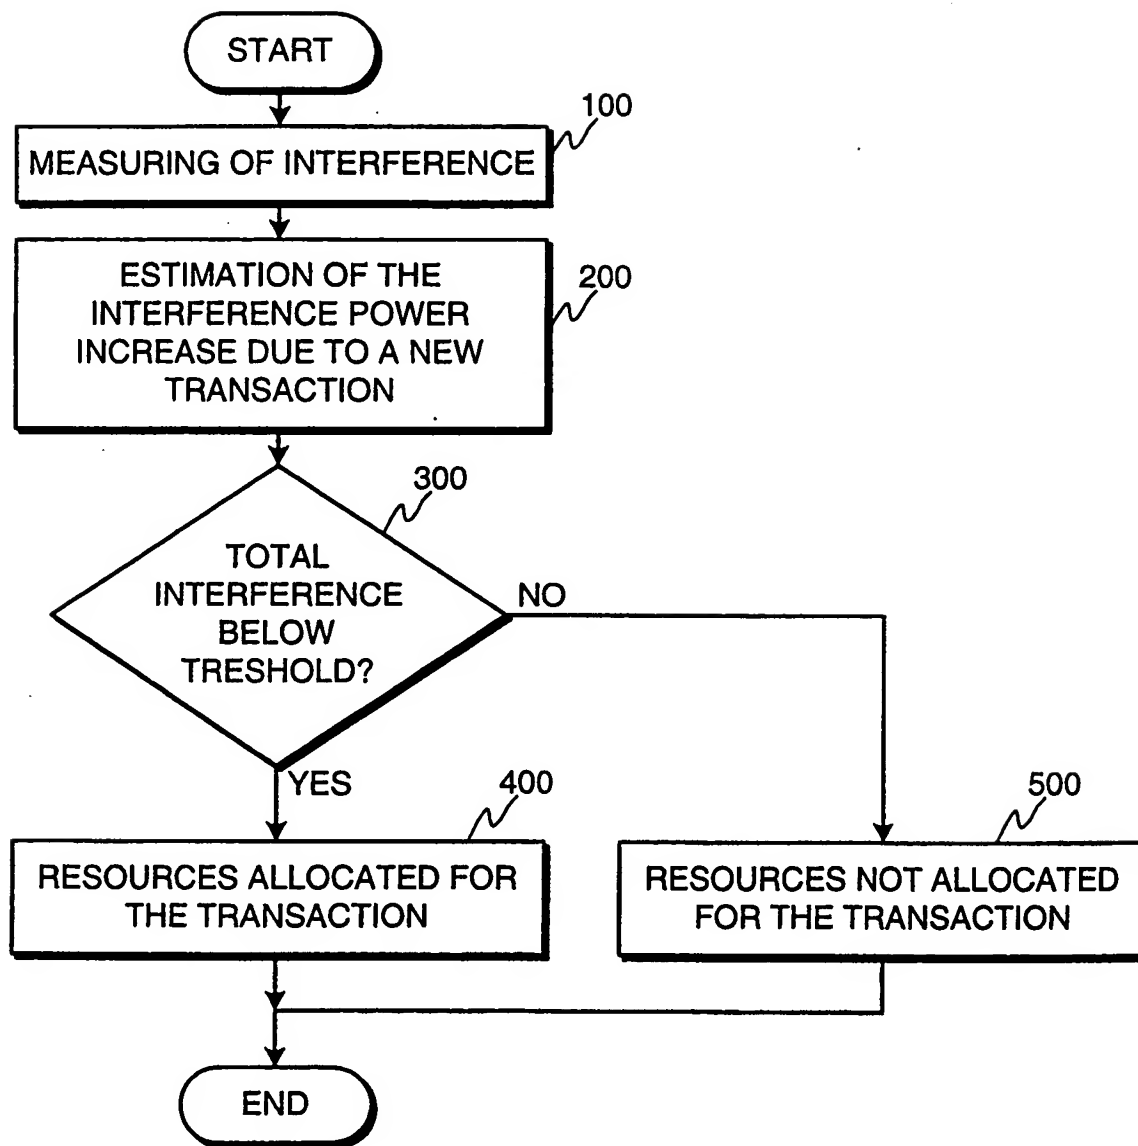 START
100
MEASURING OF INTERFERENCE
200
ESTIMATION OF THE
INTERFERENCE POWER
INCREASE DUE TO A NEW
TRANSACTION
300
TOTAL
INTERFERENCE
BELOW
TRESHOLD?
NO
YES
400
RESOURCES ALLOCATED FOR
THE TRANSACTION
500
RESOURCES NOT ALLOCATED
FOR THE TRANSACTION
END